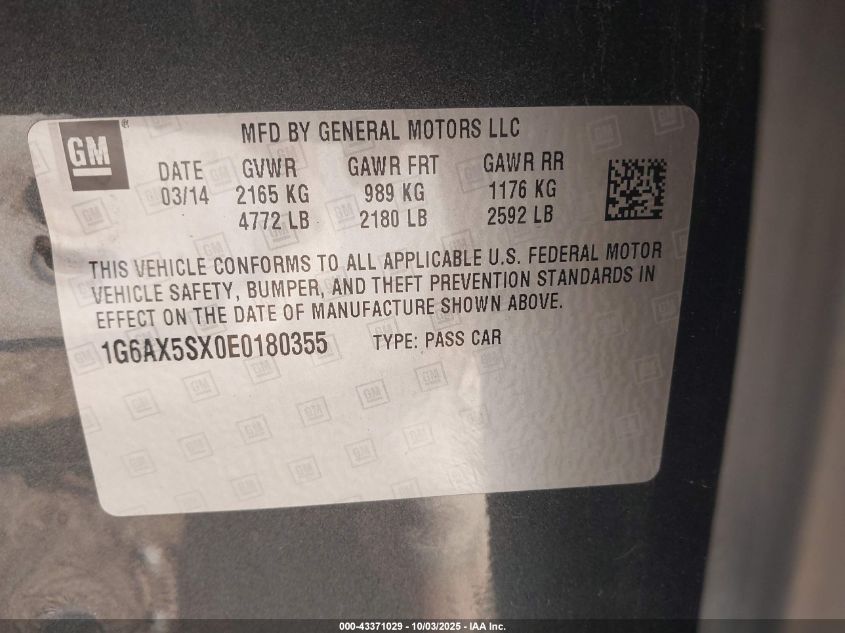 GM®
MFD BY GENERAL MOTORS LLC
DATE GVWR GAWR FRT GAWR RR
03/14 2165 KG 989 KG 1176 KG
4772 LB 2180 LB 2592 LB
THIS VEHICLE CONFORMS TO ALL APPLICABLE U.S. FEDERAL MOTOR
VEHICLE SAFETY, BUMPER, AND THEFT PREVENTION STANDARDS IN
EFFECT ON THE DATE OF MANUFACTURE SHOWN ABOVE.
1G6AX5SX0E0180355 TYPE: PASS CAR
000-43371029 - 10/03/2025 - IAA Inc.